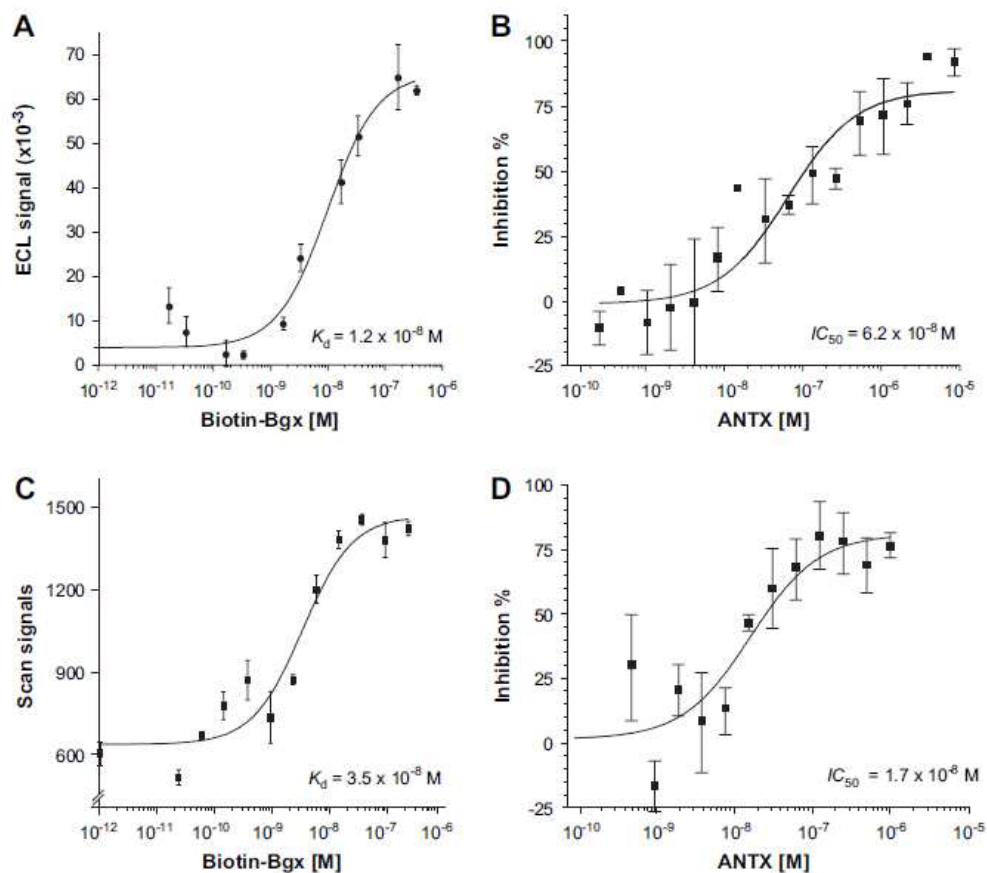 A
ECL signal (x10⁻³)
70
60
50
40
30
20
10
0
K_d = 1.2 x 10⁻⁸ M
10⁻¹² 10⁻¹¹ 10⁻¹⁰ 10⁻⁹ 10⁻⁸ 10⁻⁷ 10⁻⁶
Biotin-Bgx [M]
B
Inhibition %
100
75
50
25
0
-25
IC₅₀ = 6.2 x 10⁻⁸ M
10⁻¹⁰ 10⁻⁹ 10⁻⁸ 10⁻⁷ 10⁻⁶ 10⁻⁵
ANTX [M]
C
Scan signals
1500
1200
900
600
K_d = 3.5 x 10⁻⁸ M
10⁻¹² 10⁻¹¹ 10⁻¹⁰ 10⁻⁹ 10⁻⁸ 10⁻⁷ 10⁻⁶
Biotin-Bgx [M]
D
Inhibition %
100
75
50
25
0
-25
IC₅₀ = 1.7 x 10⁻⁸ M
10⁻¹⁰ 10⁻⁹ 10⁻⁸ 10⁻⁷ 10⁻⁶ 10⁻⁵
ANTX [M]